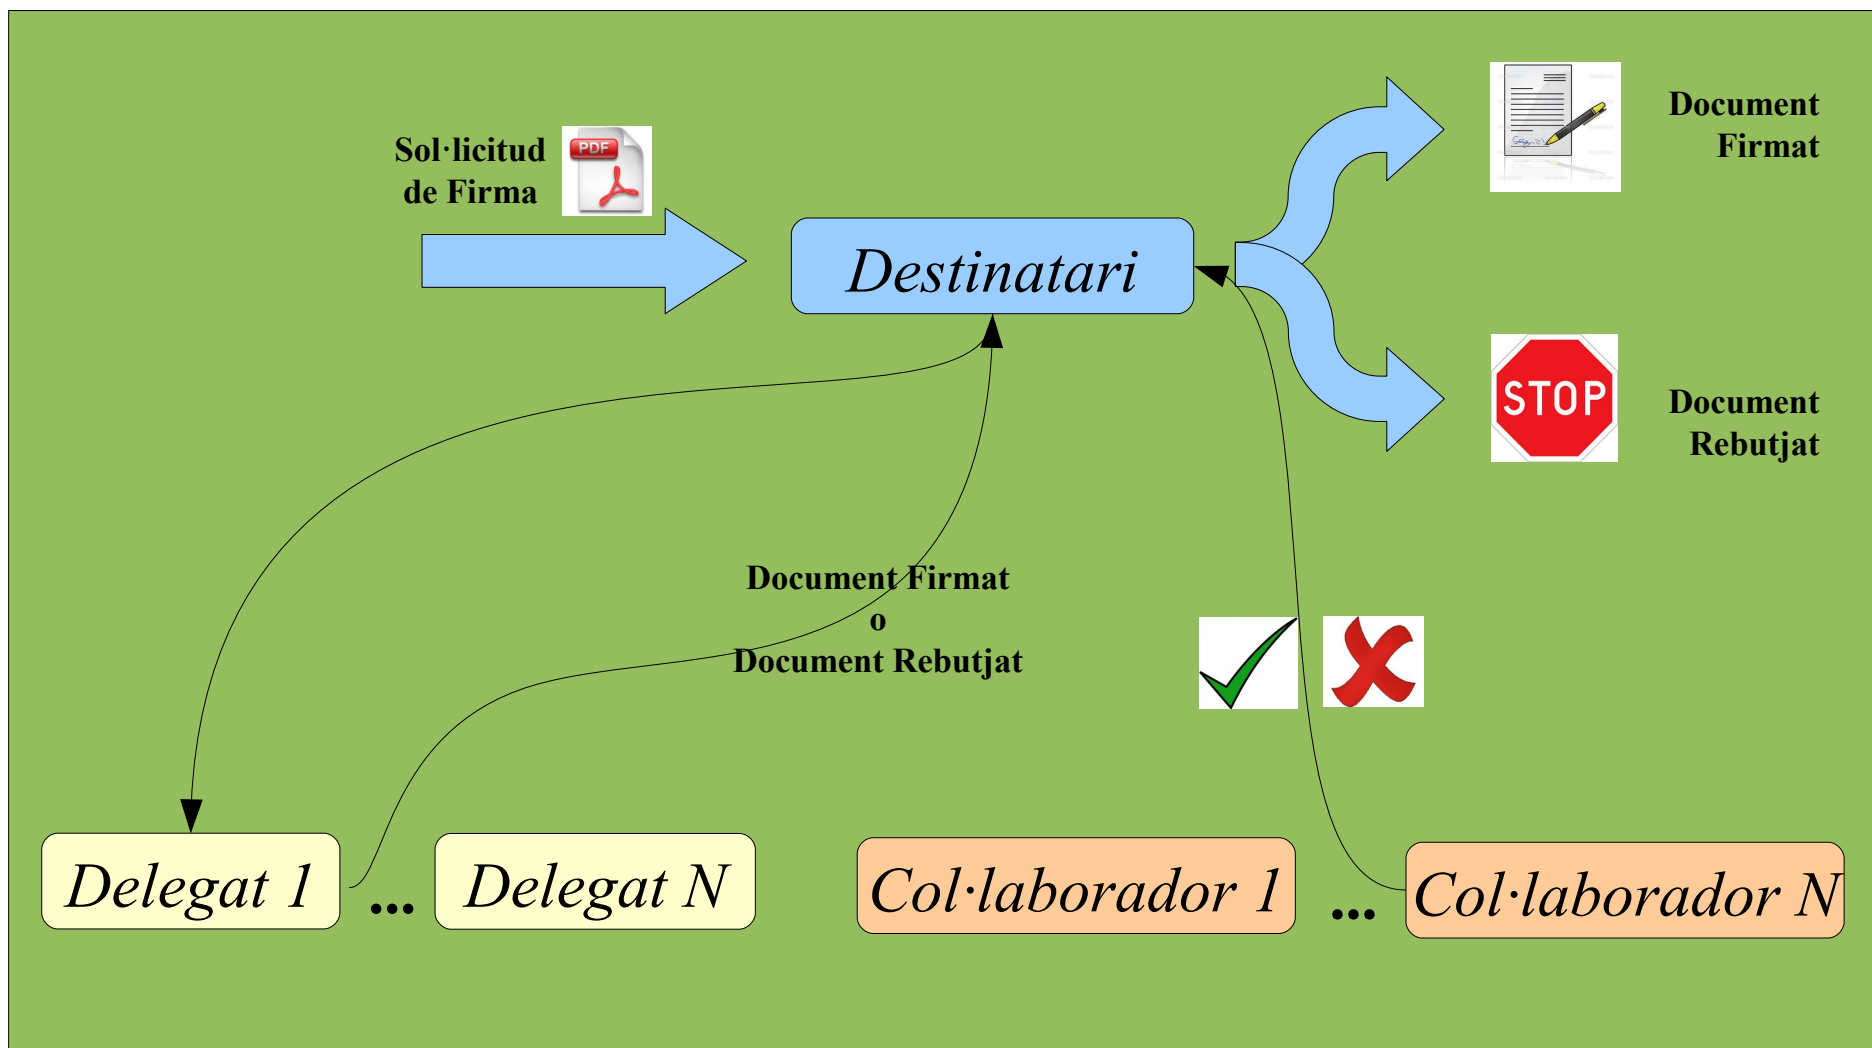 Sol·licitud
de Firma
PDF
Document
Firmat
Destinatari
STOP
Document
Rebutjat
Document Firmat
o
Document Rebutjat
Delegat 1
...
Delegat N
Col·laborador 1
...
Col·laborador N